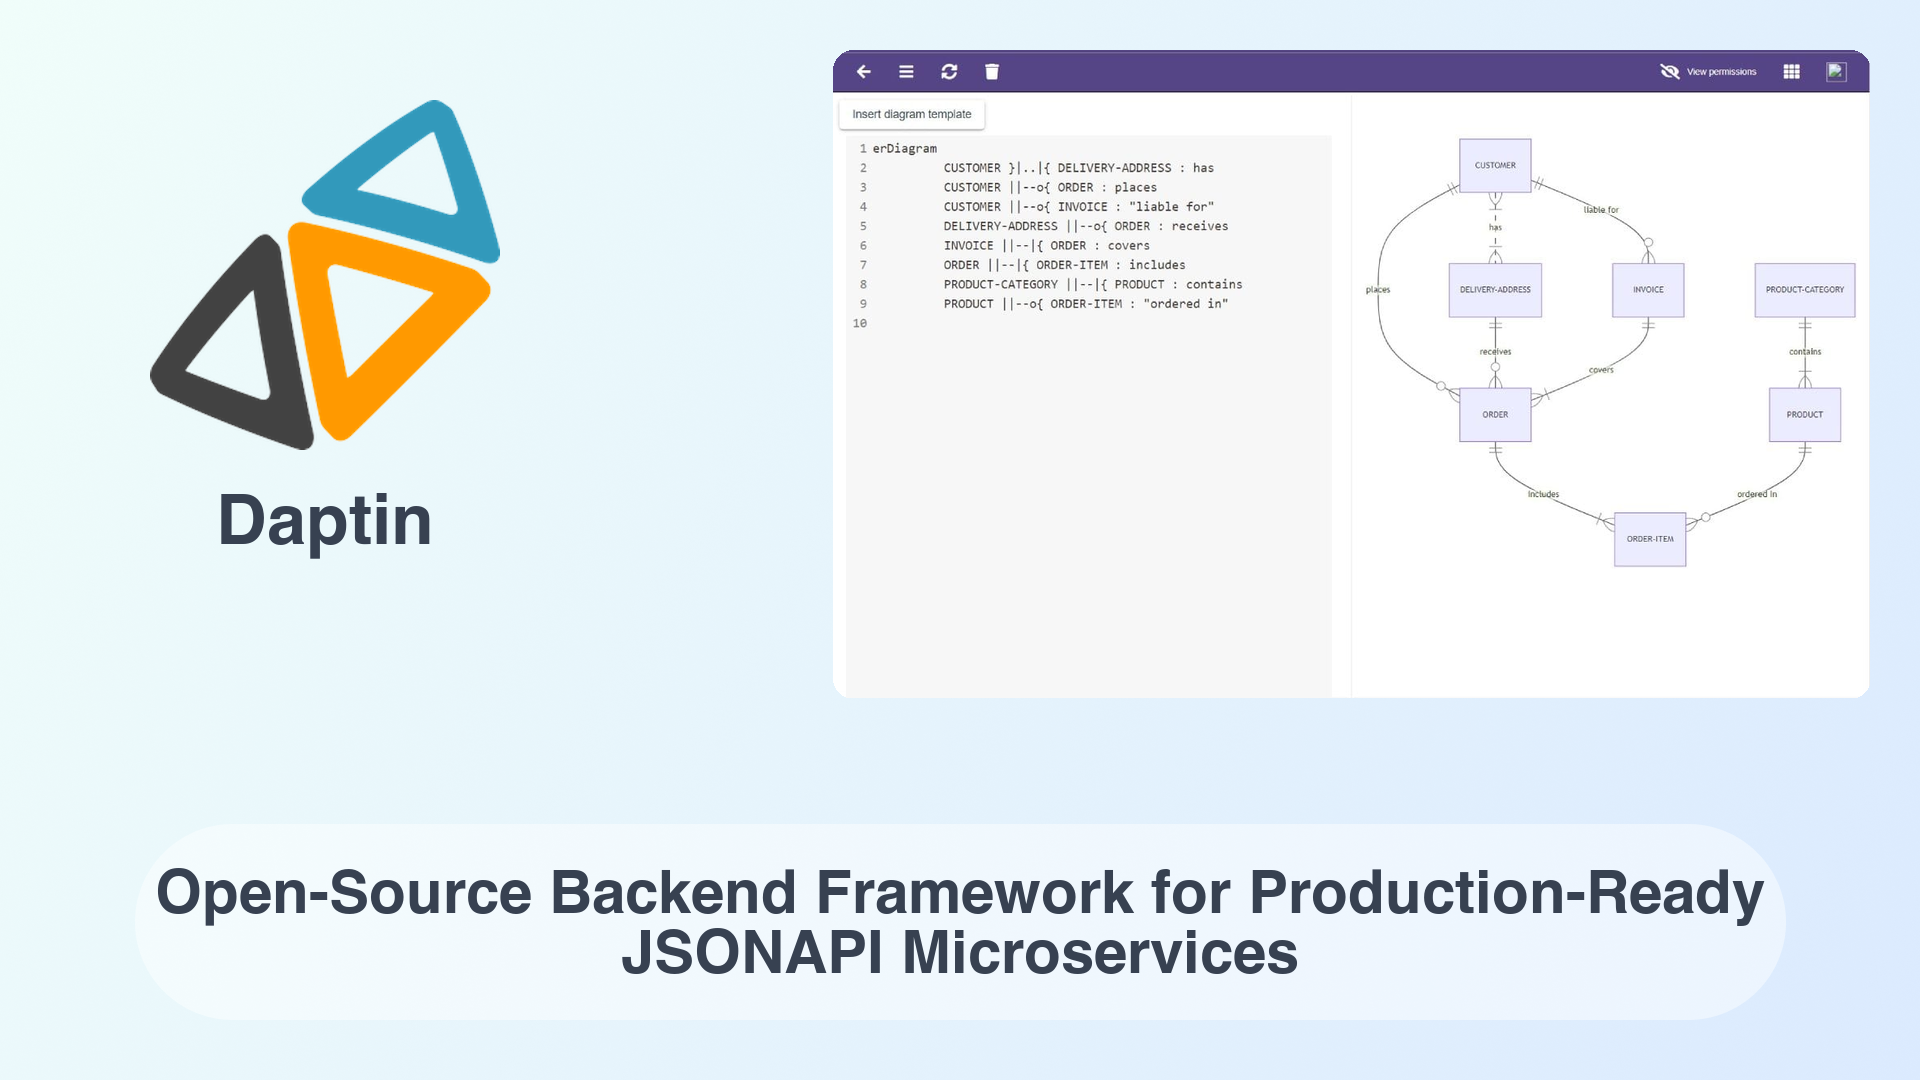 Daptin
View permissions
Insert diagram template
1 erDiagram
2 CUSTOMER }|..|{ DELIVERY-ADDRESS : has
3 CUSTOMER ||--o{ ORDER : places
4 CUSTOMER ||--o{ INVOICE : "liable for"
5 DELIVERY-ADDRESS ||--o{ ORDER : receives
6 INVOICE ||--|{ ORDER : covers
7 ORDER ||--|{ ORDER-ITEM : includes
8 PRODUCT-CATEGORY ||--|{ PRODUCT : contains
9 PRODUCT ||--o{ ORDER-ITEM : "ordered in"
10
CUSTOMER
liable for
has
places
DELIVERY-ADDRESS
INVOICE
PRODUCT-CATEGORY
receives
covers
contains
ORDER
PRODUCT
includes
ordered in
ORDER-ITEM
Open-Source Backend Framework for Production-Ready
JSONAPI Microservices